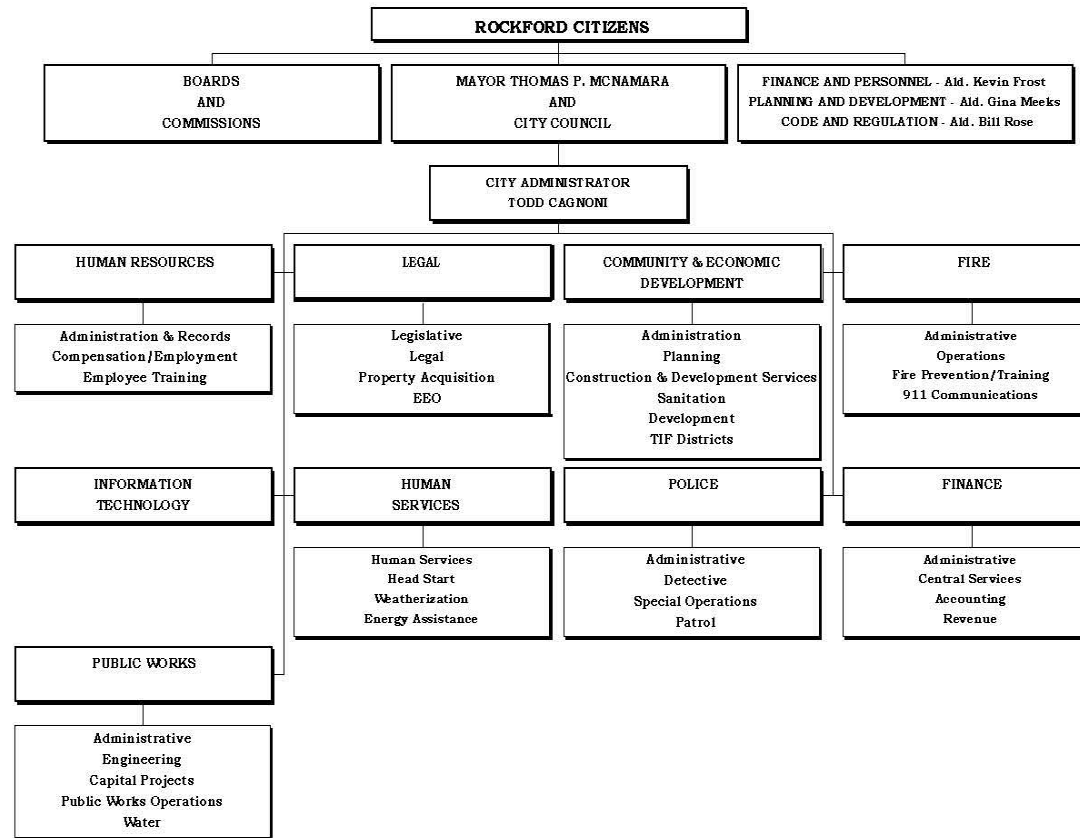 ROCKFORD CITIZENS
BOARDS
AND
COMMISSIONS
MAYOR THOMAS P. MCNAMARA
AND
CITY COUNCIL
FINANCE AND PERSONNEL - Ald. Kevin Frost
PLANNING AND DEVELOPMENT - Ald. Gina Meeks
CODE AND REGULATION - Ald. Bill Rose
CITY ADMINISTRATOR
TODD CAGNONI
HUMAN RESOURCES
Administration & Records
Compensation/Employment
Employee Training
LEGAL
Legislative
Legal
Property Acquisition
EEO
COMMUNITY & ECONOMIC
DEVELOPMENT
Administration
Planning
Construction & Development Services
Sanitation
Development
TIF Districts
FIRE
Administrative
Operations
Fire Prevention/Training
911 Communications
INFORMATION
TECHNOLOGY
HUMAN
SERVICES
Human Services
Head Start
Weatherization
Energy Assistance
POLICE
Administrative
Detective
Special Operations
Patrol
FINANCE
Administrative
Central Services
Accounting
Revenue
PUBLIC WORKS
Administrative
Engineering
Capital Projects
Public Works Operations
Water